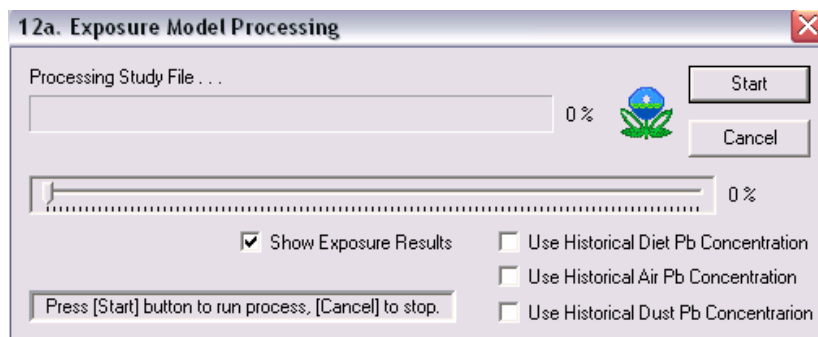 12a. Exposure Model Processing
Processing Study File . . .
0 %
Start
Cancel
0 %
Show Exposure Results
Use Historical Diet Pb Concentration
Use Historical Air Pb Concentration
Press [Start] button to run process, [Cancel] to stop.
Use Historical Dust Pb Concentrarion